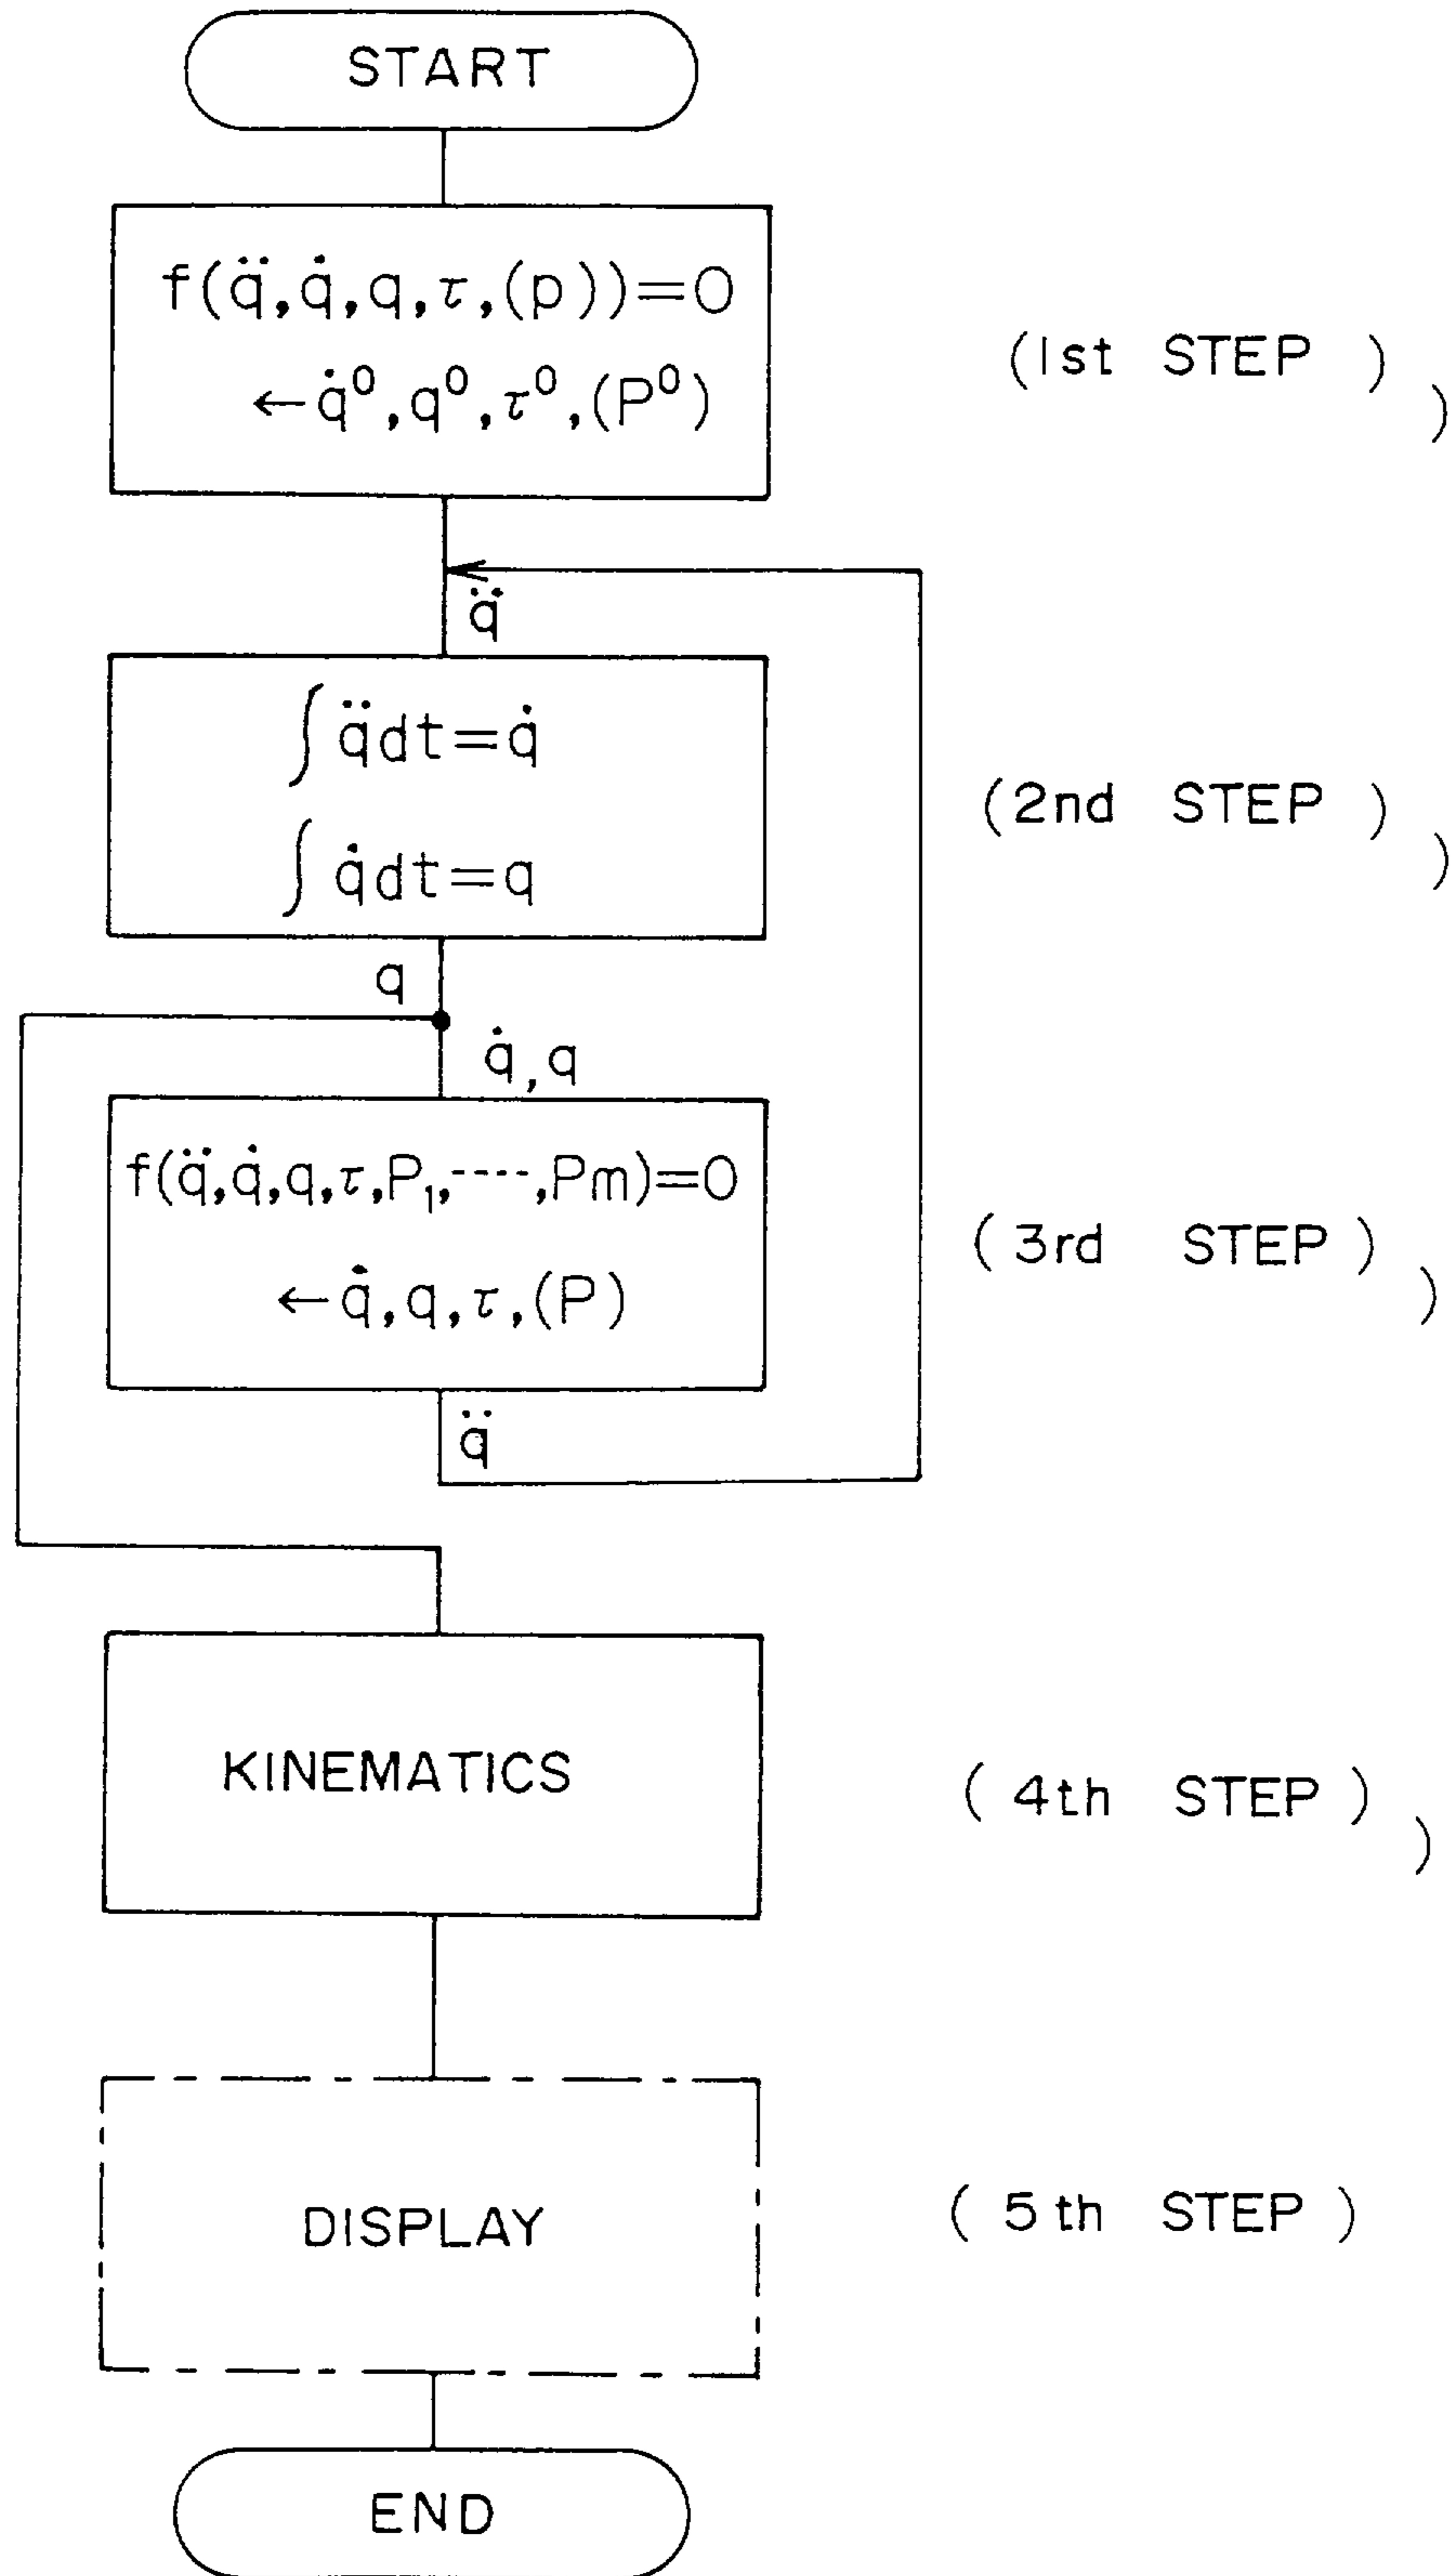 START
f(q̈,q̇,q,τ,(p))=0
←q̇⁰,q⁰,τ⁰,(P⁰)
(1st STEP )
)
q̈
∫q̈dt=q̇
(2nd STEP )
∫q̇dt=q
)
q
q̇,q
f(q̈,q̇,q,τ,P₁,----,Pm)=0
( 3rd STEP )
←q̇,q,τ,(P)
)
q̈
KINEMATICS
( 4th STEP )
)
DISPLAY
( 5th STEP )
END